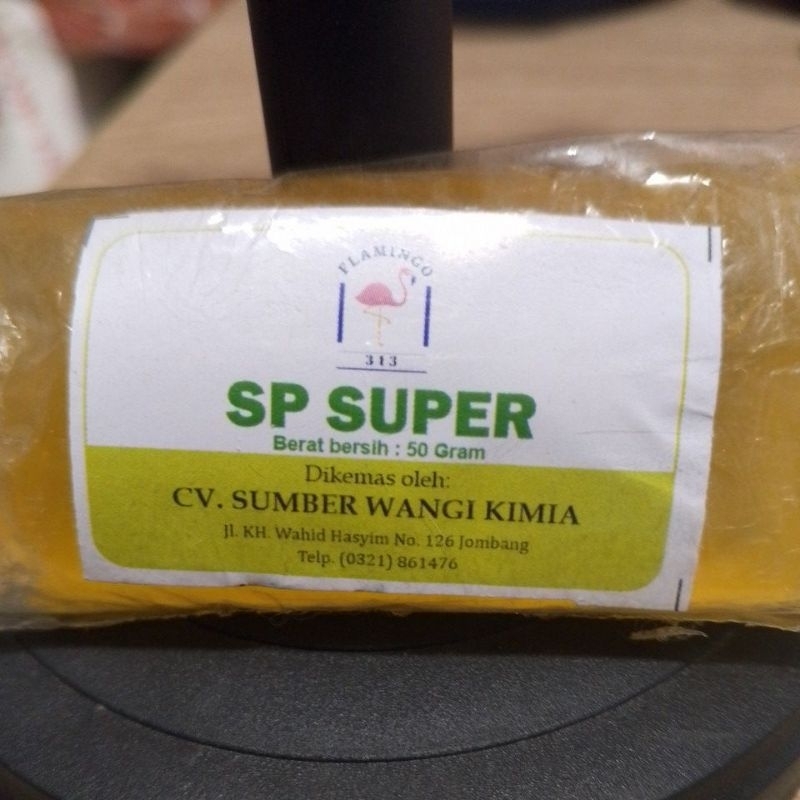 FLAMINGO
313
SP SUPER
Berat bersih : 50 Gram
Dikemas oleh:
CV. SUMBER WANGI KIMIA
Jl. KH. Wahid Hasyim No. 126 Jombang
Telp. (0321) 861476